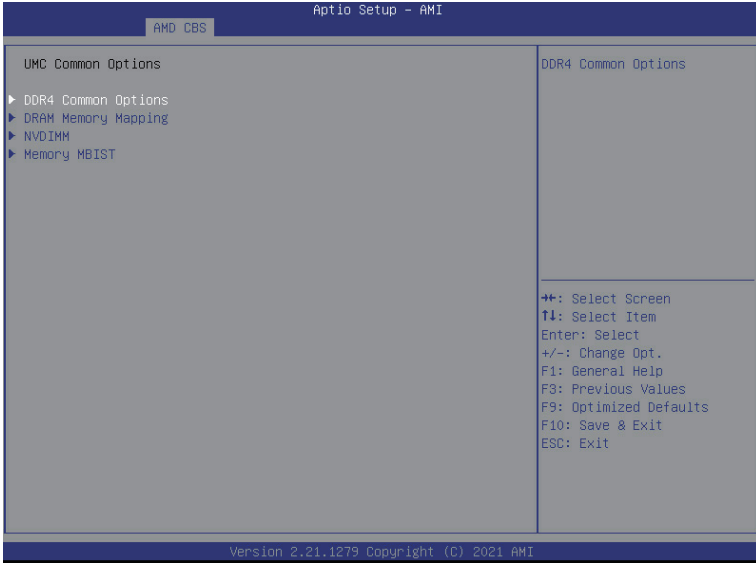 Aptio Setup – AMI
AMD CBS
UMC Common Options
DDR4 Common Options
DRAM Memory Mapping
NVDIMM
Memory MBIST
DDR4 Common Options
→←: Select Screen
↑↓: Select Item
Enter: Select
+/-: Change Opt.
F1: General Help
F3: Previous Values
F9: Optimized Defaults
F10: Save & Exit
ESC: Exit
Version 2.21.1279 Copyright (C) 2021 AMI